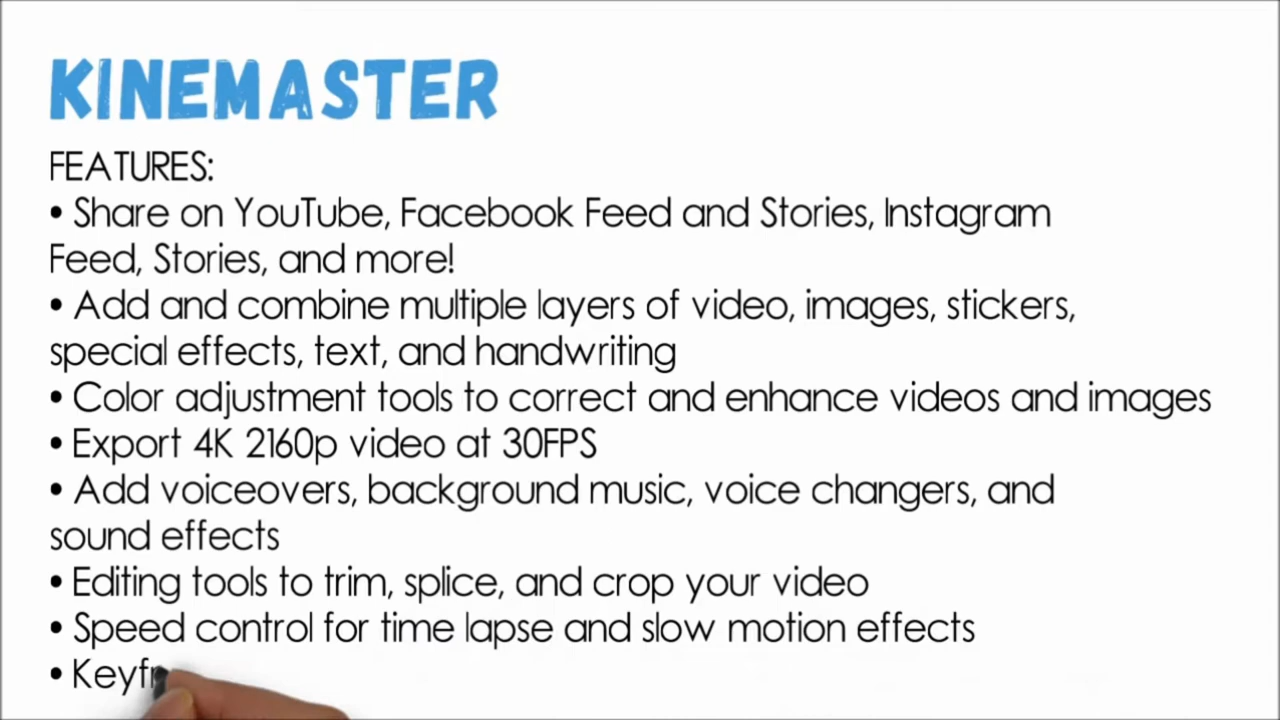 KINEMASTER
FEATURES:
• Share on YouTube, Facebook Feed and Stories, Instagram
Feed, Stories, and more!
• Add and combine multiple layers of video, images, stickers,
special effects, text, and handwriting
• Color adjustment tools to correct and enhance videos and images
• Export 4K 2160p video at 30FPS
• Add voiceovers, background music, voice changers, and
sound effects
• Editing tools to trim, splice, and crop your video
• Speed control for time lapse and slow motion effects
• Keyf